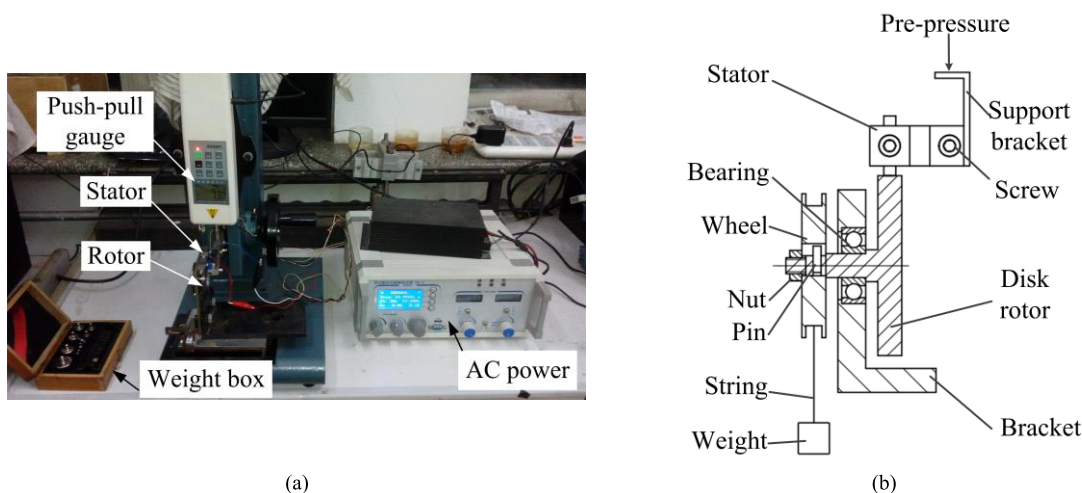 Push-pull
gauge
Stator
Rotor
Weight box
AC power
(a)
Pre-pressure
Stator
Support
bracket
Bearing
Screw
Wheel
Nut
Pin
Disk
rotor
String
Weight
Bracket
(b)